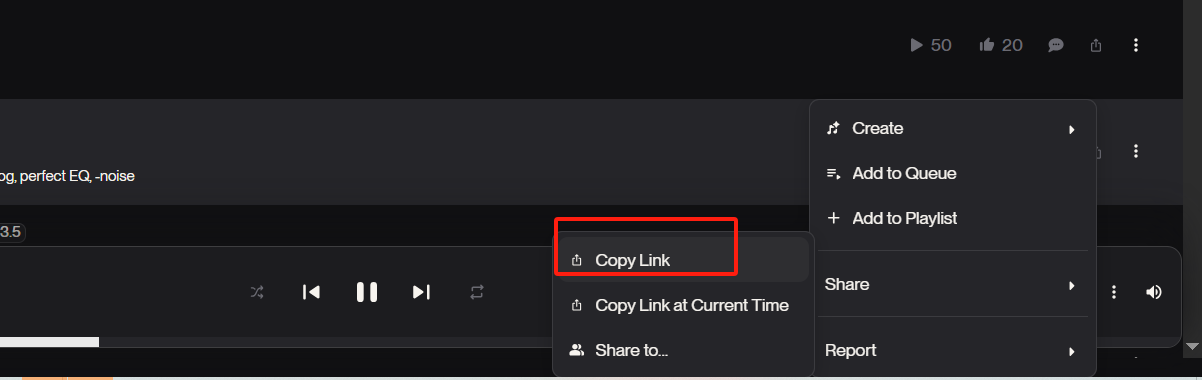 50 20
Create
Add to Queue
og, perfect EQ, -noise
Add to Playlist
3.5
Copy Link
Share
Copy Link at Current Time
Share to...
Report